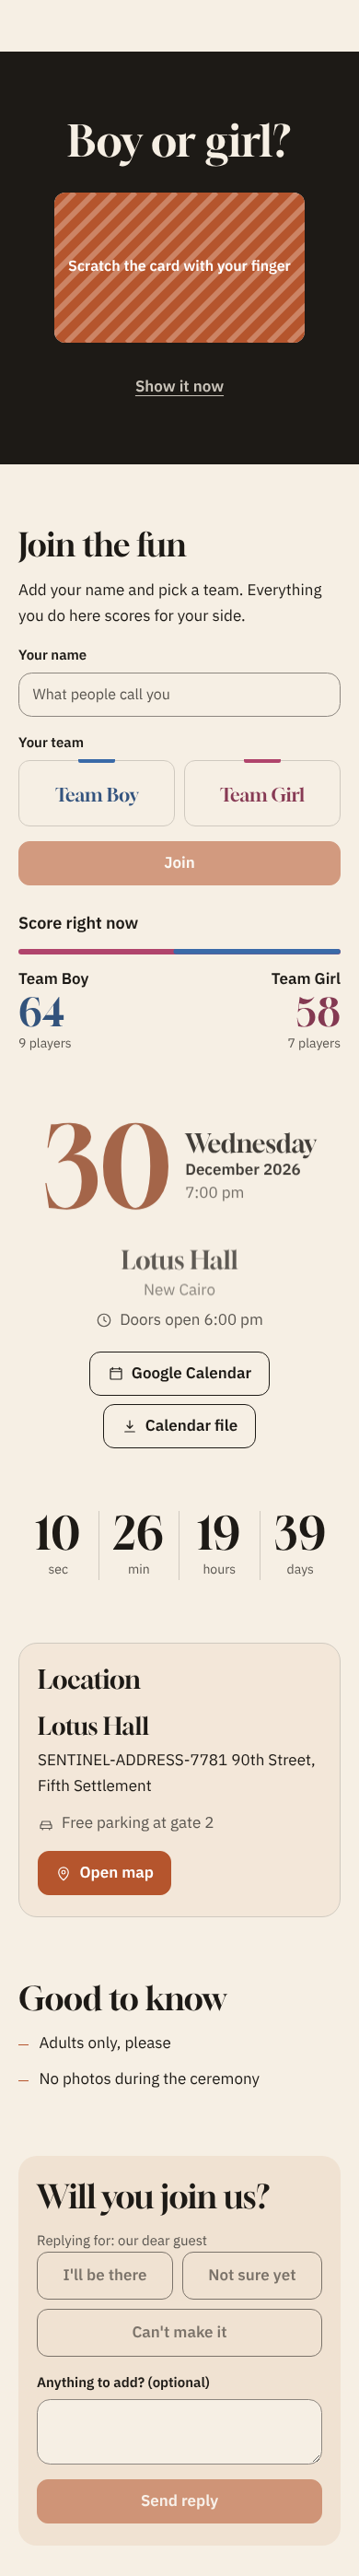 Boy or girl?
Scratch the card with your finger
Show it now
Join the fun
Add your name and pick a team. Everything
you do here scores for your side.
Your name
What people call you
Your team
Team Boy Team Girl
Join
Score right now
Team Boy Team Girl
64 58
9 players 7 players
30 Wednesday
December 2026
7:00 pm
Lotus Hall
New Cairo
Doors open 6:00 pm
Google Calendar
Calendar file
10 26 19 39
sec min hours days
Location
Lotus Hall
SENTINEL-ADDRESS-7781 90th Street,
Fifth Settlement
Free parking at gate 2
Open map
Good to know
— Adults only, please
— No photos during the ceremony
Will you join us?
Replying for: our dear guest
I'll be there Not sure yet
Can't make it
Anything to add? (optional)
Send reply